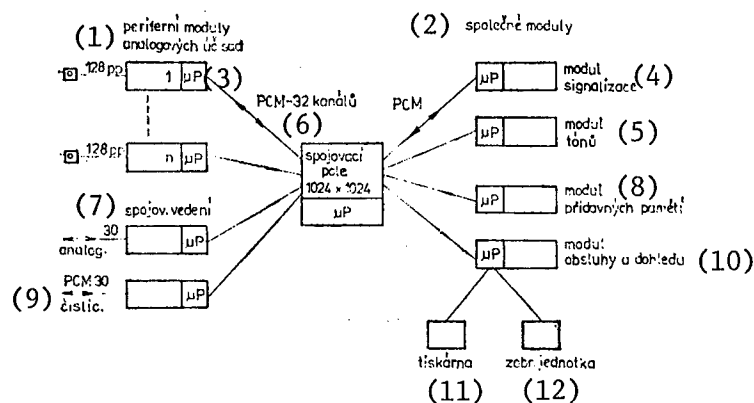 (1) periferní moduly
analogových úč sad
(2) společné moduly
128 pp
1
µP
(3)
PCM-32 kanálů
(6)
PCM
µP
modul
signalizace
(4)
128 pp
n
µP
spojovací
pole
1024 x 1024
µP
µP
modul
tónů
(5)
(7) spojov. vedení
30
analog.
µP
µP
modul
přídavných pamětí
(8)
(9)
PCM 30
číslic.
µP
µP
modul
obsluhy a dohledu
(10)
tiskárna
(11)
zobr. jednotka
(12)